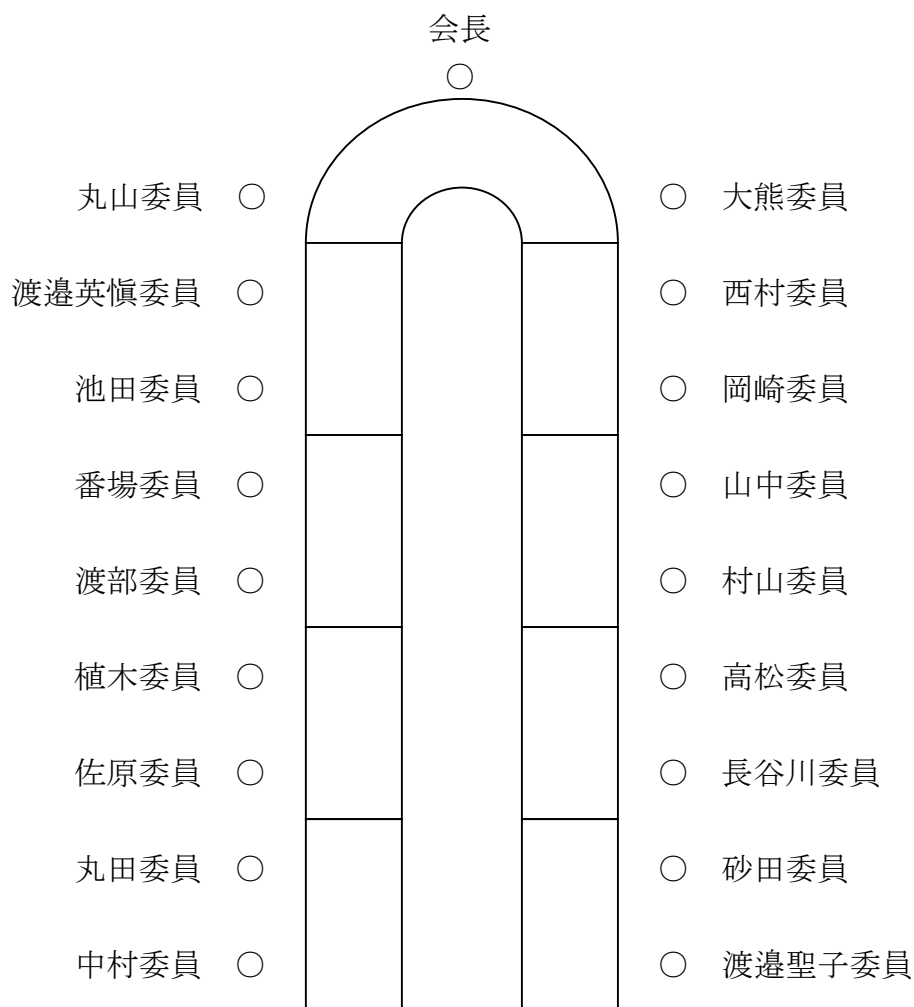 会長
○
丸山委員 ○ ○ 大熊委員
渡邉英愼委員 ○ ○ 西村委員
池田委員 ○ ○ 岡崎委員
番場委員 ○ ○ 山中委員
渡部委員 ○ ○ 村山委員
植木委員 ○ ○ 高松委員
佐原委員 ○ ○ 長谷川委員
丸田委員 ○ ○ 砂田委員
中村委員 ○ ○ 渡邉聖子委員